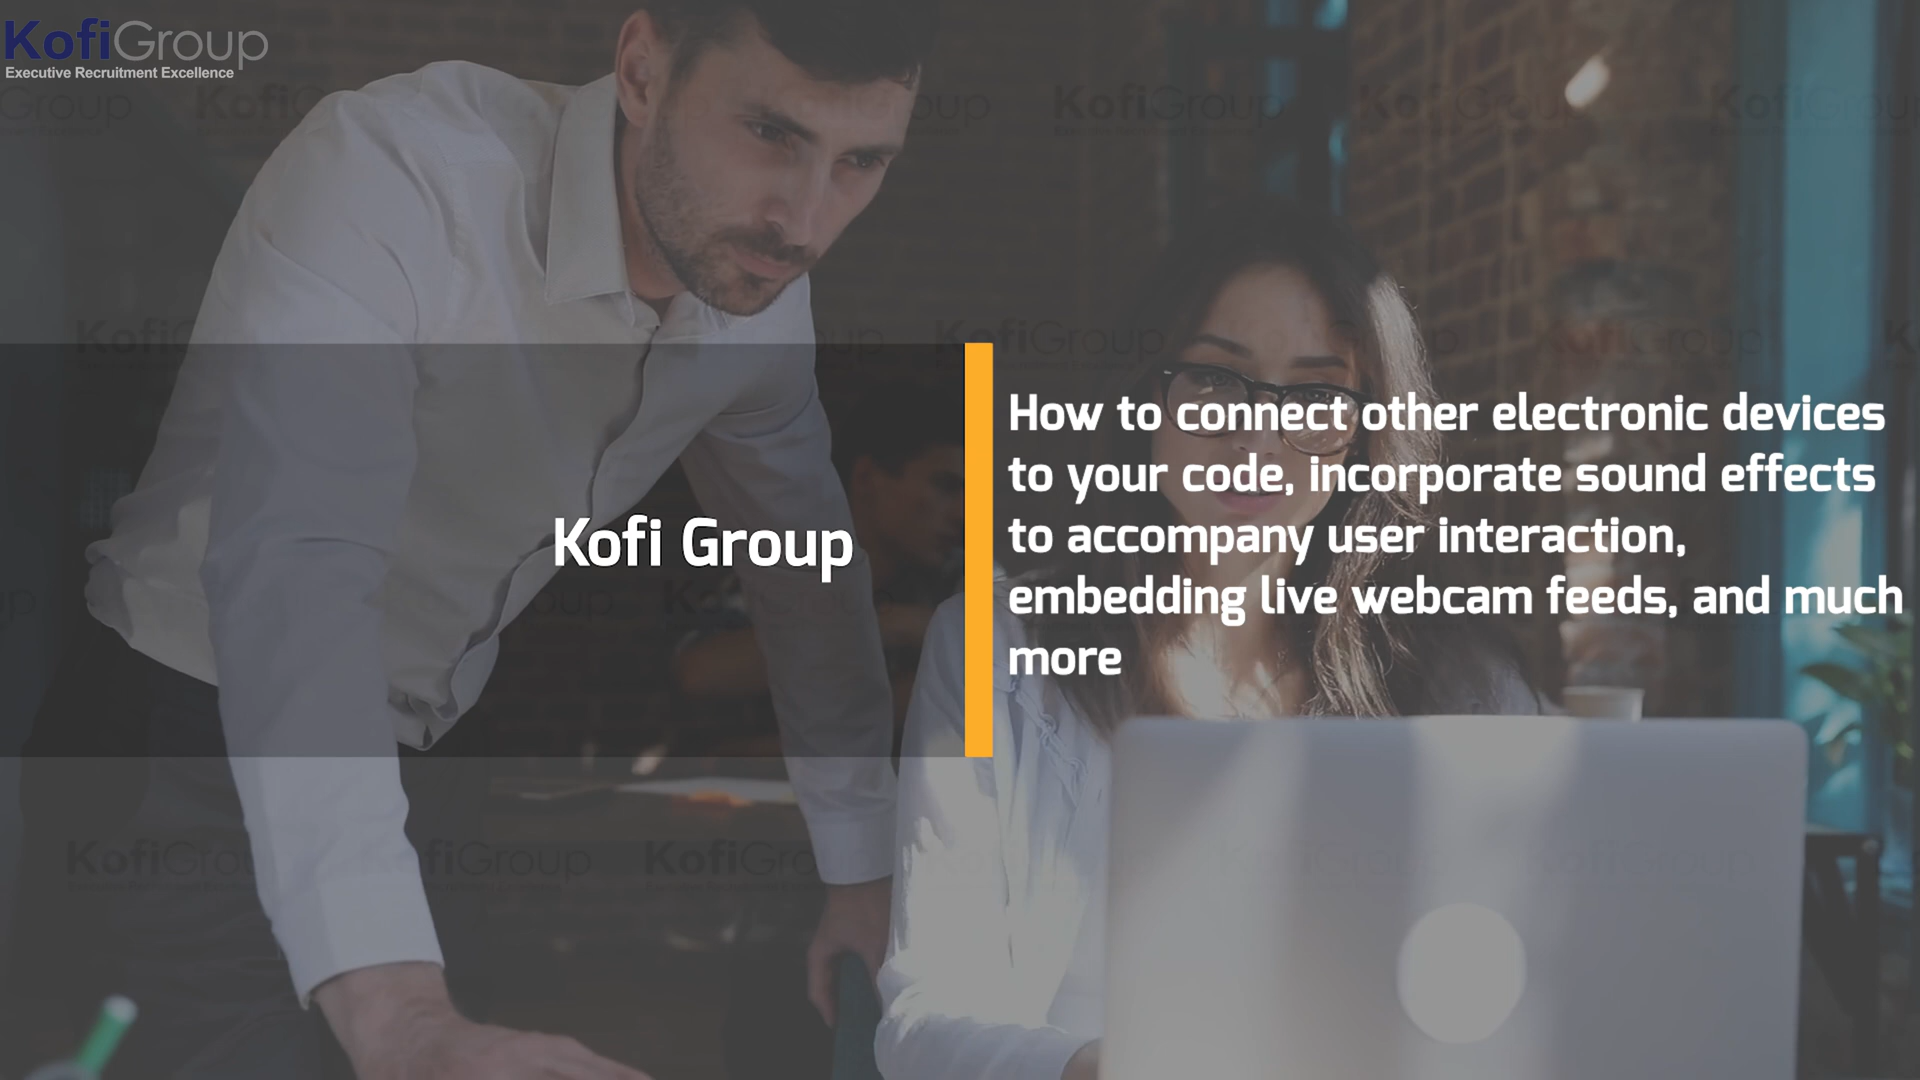 KofiGroup
Executive Recruitment Excellence
Kofi Group
How to connect other electronic devices
to your code, incorporate sound effects
to accompany user interaction,
embedding live webcam feeds, and much
more